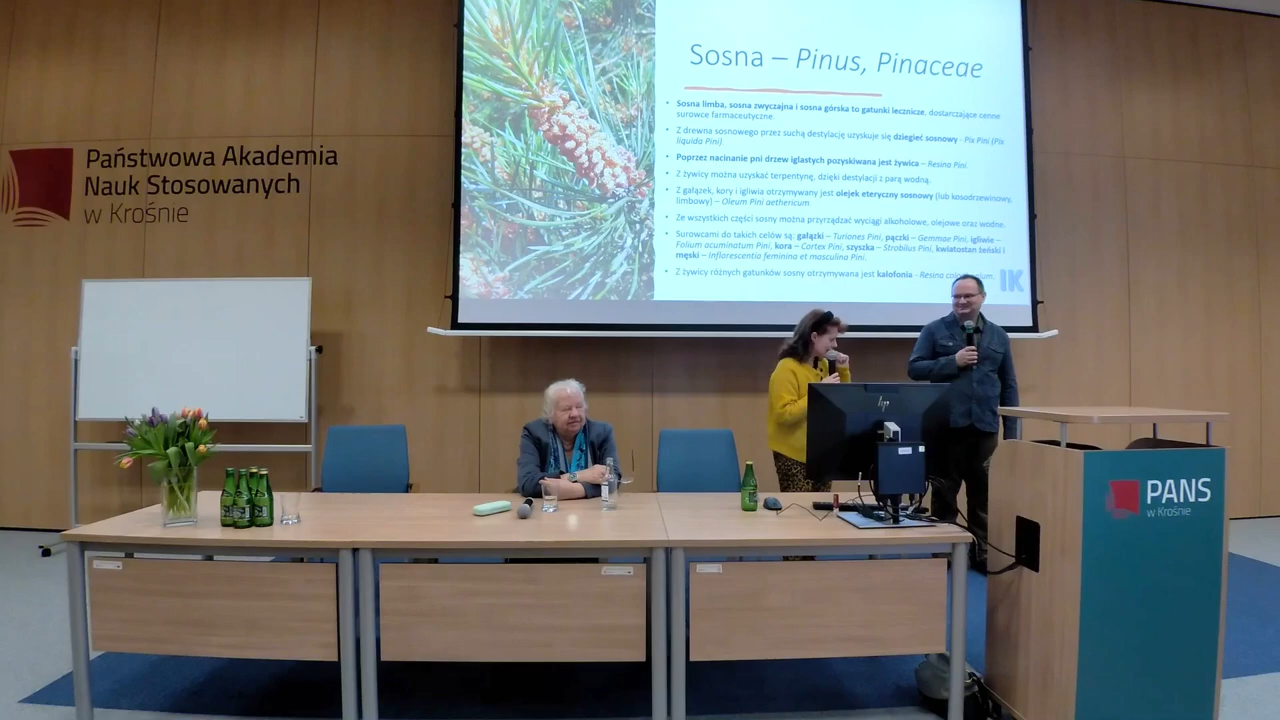 Sosna – Pinus, Pinaceae
• Sosna limba, sosna zwyczajna i sosna górska to gatunki lecznicze, dostarczające cenne
surowce farmaceutyczne.
• Z drewna sosnowego przez suchą destylację uzyskuje się dziegieć sosnowy - Pix Pini (Pix
liquida Pini).
• Poprzez nacinanie pni drzew iglastych pozyskiwana jest żywica – Resina Pini.
• Z żywicy można uzyskać terpentynę, dzięki destylacji z parą wodną.
• Z gałązek, kory i igliwia otrzymywany jest olejek eteryczny sosnowy (lub kosodrzewinowy,
limbowy) – Oleum Pini aethericum
• Ze wszystkich części sosny można przyrządzać wyciągi alkoholowe, olejowe oraz wodne.
• Surowcami do takich celów są: gałązki – Turiones Pini, pączki – Gemmae Pini, igliwie –
Folium acuminatum Pini, kora – Cortex Pini, szyszka – Strobilus Pini, kwiatostan żeński i
męski – Inflorescentia feminina et masculina Pini.
• Z żywicy różnych gatunków sosny otrzymywana jest kalofonia - Resina
IK
Państwowa Akademia
Nauk Stosowanych
w Krośnie
hp
PANS
w Krośnie